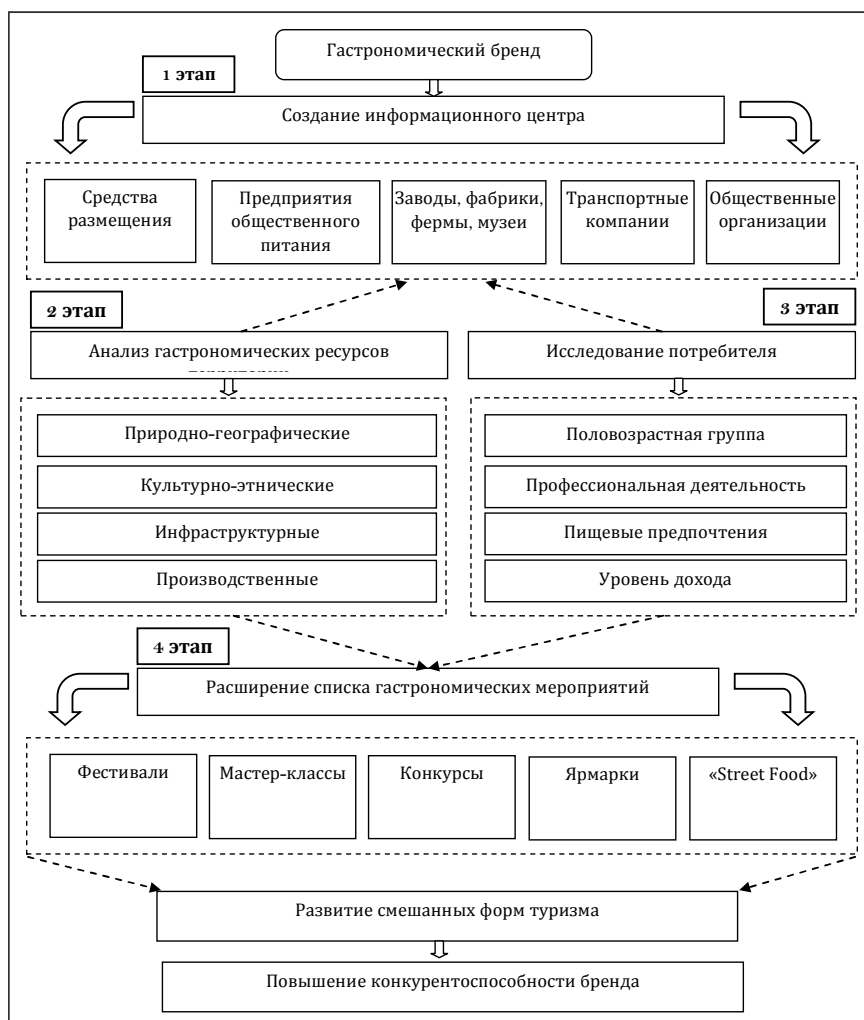 Гастрономический бренд
1 этап
Создание информационного центра
Средства
размещения
Предприятия
общественного
питания
Заводы, фабрики,
фермы, музеи
Транспортные
компании
Общественные
организации
2 этап
3 этап
Анализ гастрономических ресурсов
Исследование потребителя
Природно-географические
Культурно-этнические
Инфраструктурные
Производственные
Половозрастная группа
Профессиональная деятельность
Пищевые предпочтения
Уровень дохода
4 этап
Расширение списка гастрономических мероприятий
Фестивали
Мастер-классы
Конкурсы
Ярмарки
«Street Food»
Развитие смешанных форм туризма
Повышение конкурентоспособности бренда